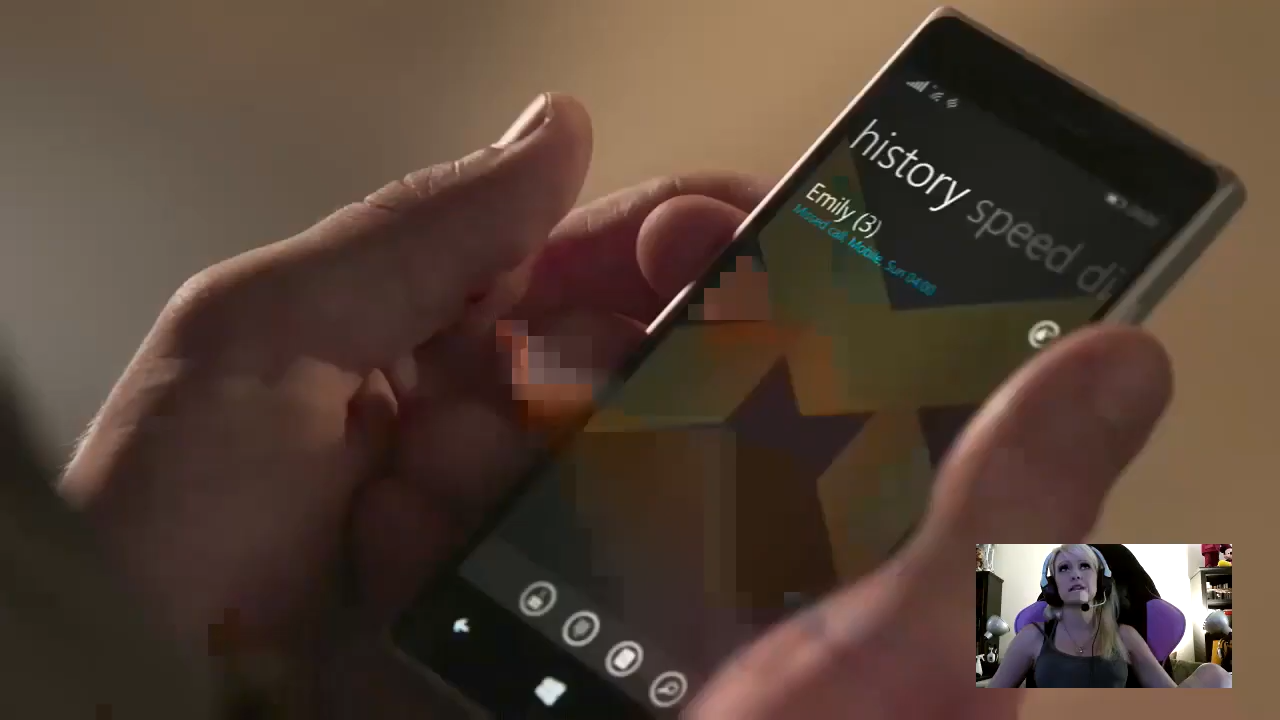 history speed di
Emily (3)
Missed call, Mobile, Sun 04:00